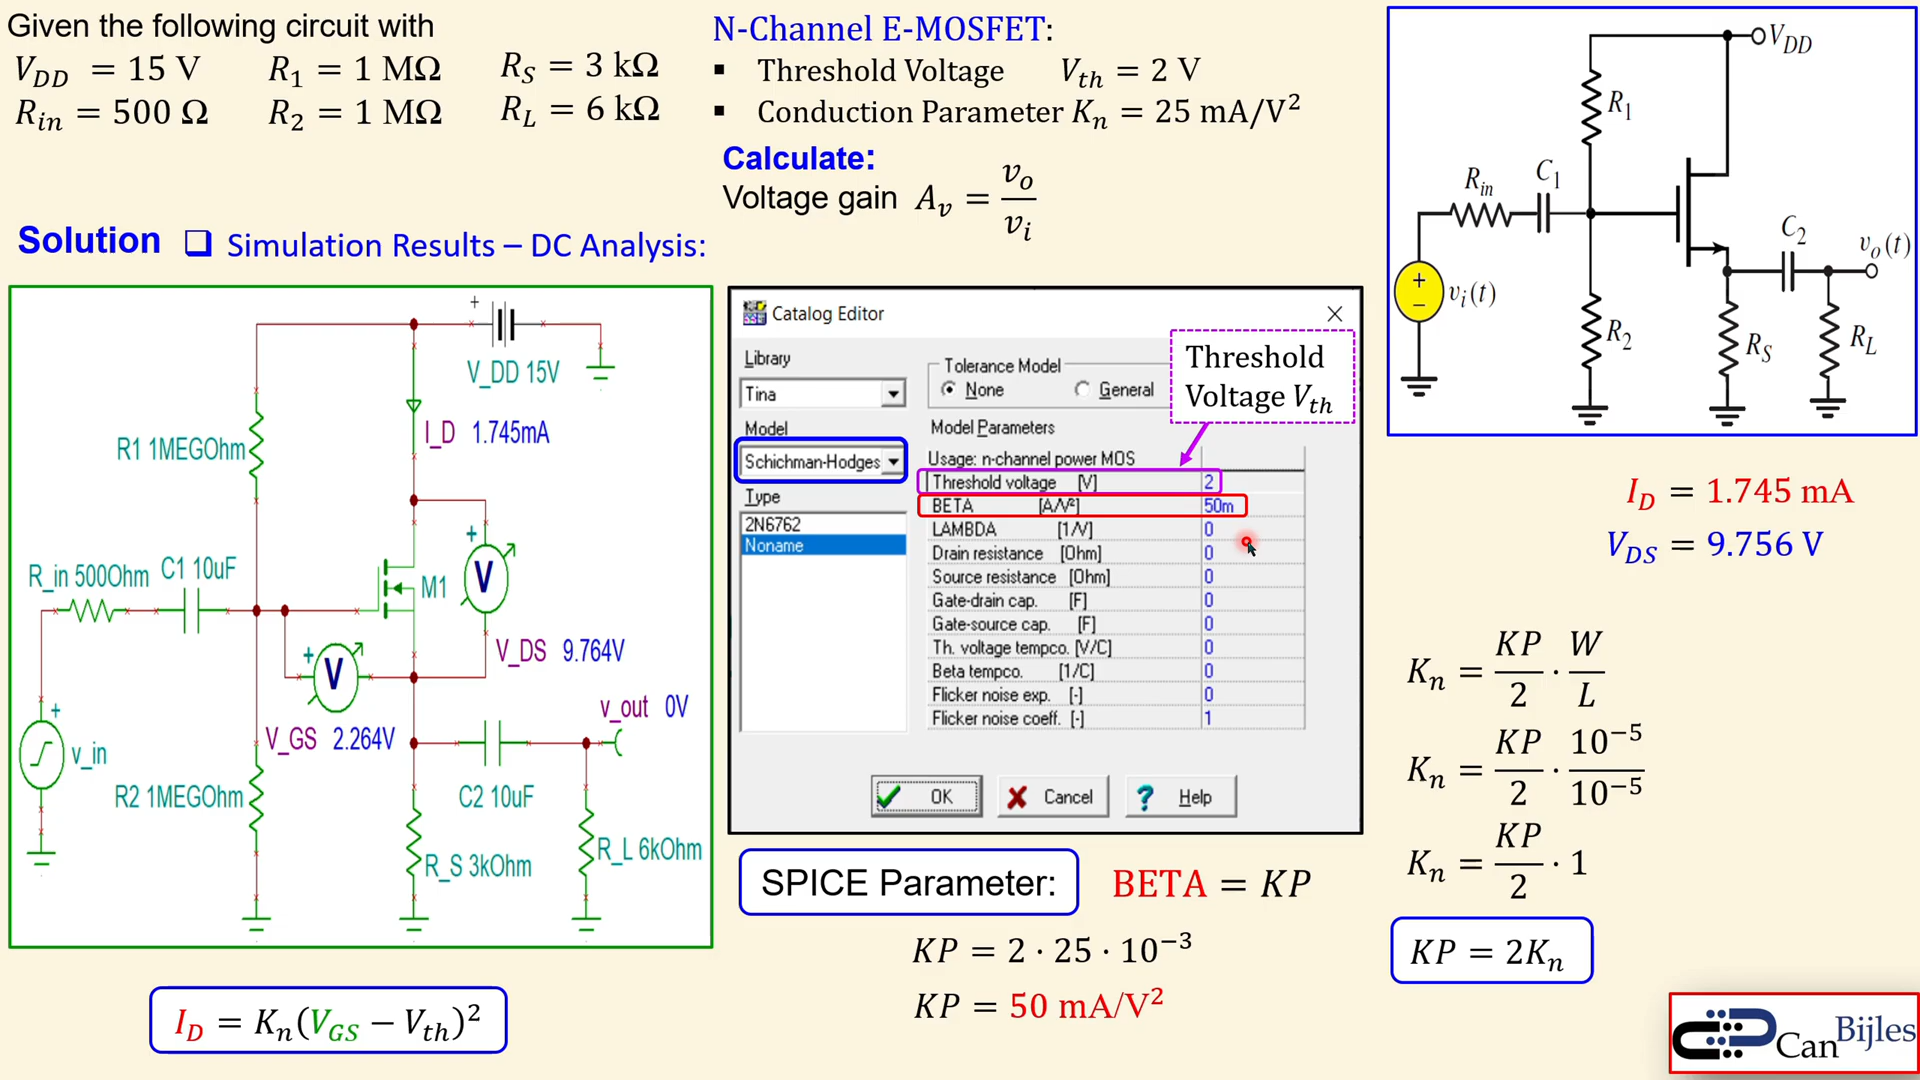 Given the following circuit with
V_DD = 15 V   R_1 = 1 MΩ   R_S = 3 kΩ
R_in = 500 Ω   R_2 = 1 MΩ   R_L = 6 kΩ
N-Channel E-MOSFET:
▪ Threshold Voltage   V_th = 2 V
▪ Conduction Parameter K_n = 25 mA/V²
Calculate:
Voltage gain A_v = v_o / v_i
Solution ❑ Simulation Results – DC Analysis:
V_DD
R_1
R_in
C_1
C_2
v_o(t)
+
−
v_i(t)
R_2
R_S
R_L
+
V_DD 15V
I_D 1.745mA
R1 1MEGOhm
R_in 500Ohm
C1 10uF
M1
+
V
V_DS 9.764V
+
V
V_GS 2.264V
v_out 0V
+
v_in
R2 1MEGOhm
C2 10uF
R_S 3kOhm
R_L 6kOhm
Catalog Editor
Library
Tina
Model
Schichman-Hodges
Type
2N6762
Noname
Tolerance Model
None   General
Threshold
Voltage V_th
Model Parameters
Usage: n-channel power MOS
Threshold voltage [V] 2
BETA [A/V²] 50m
LAMBDA [1/V] 0
Drain resistance [Ohm] 0
Source resistance [Ohm] 0
Gate-drain cap. [F] 0
Gate-source cap. [F] 0
Th. voltage tempco. [V/C] 0
Beta tempco. [1/C] 0
Flicker noise exp. [-] 0
Flicker noise coeff. [-] 1
OK   Cancel   ? Help
I_D = 1.745 mA
V_DS = 9.756 V
K_n = KP/2 · W/L
K_n = KP/2 · 10⁻⁵/10⁻⁵
K_n = KP/2 · 1
KP = 2K_n
SPICE Parameter: BETA = KP
KP = 2 · 25 · 10⁻³
KP = 50 mA/V²
I_D = K_n(V_GS − V_th)²
CanBijles